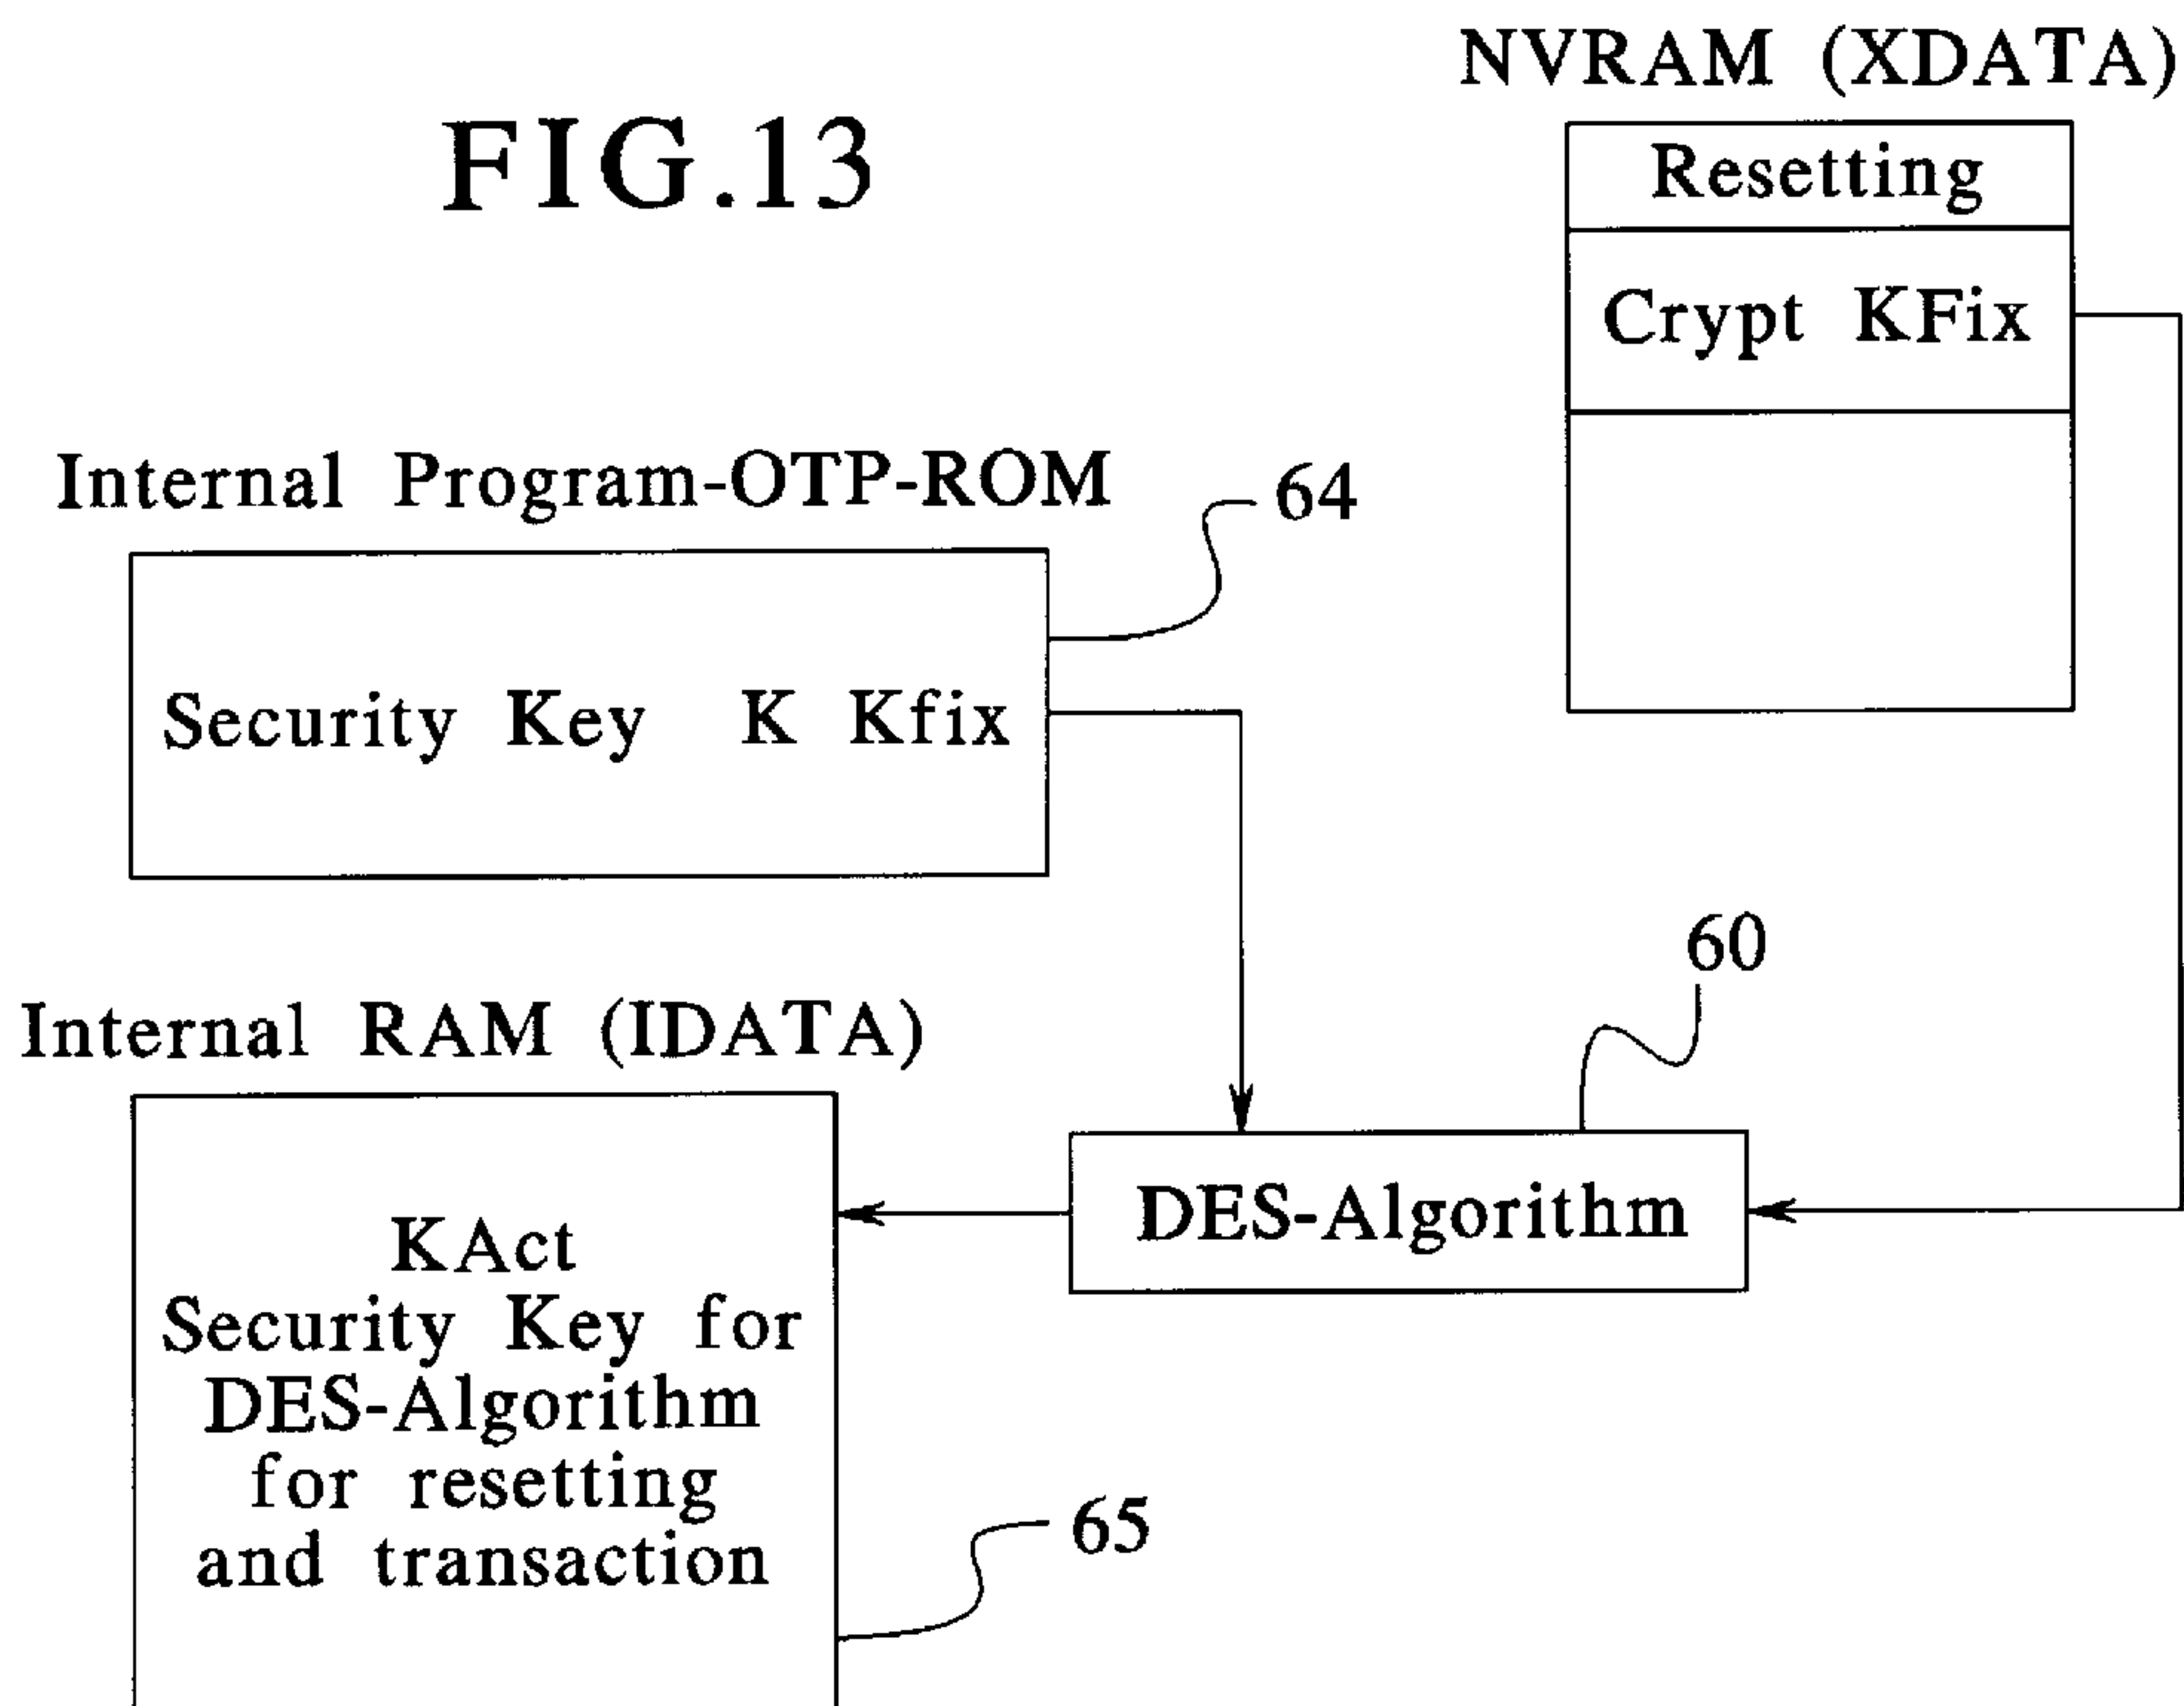 NVRAM (XDATA)
FIG.13
Resetting
Crypt KFix
Internal Program-OTP-ROM
64
Security Key K Kfix
60
Internal RAM (IDATA)
DES-Algorithm
KAct
Security Key for
DES-Algorithm
for resetting
and transaction
65